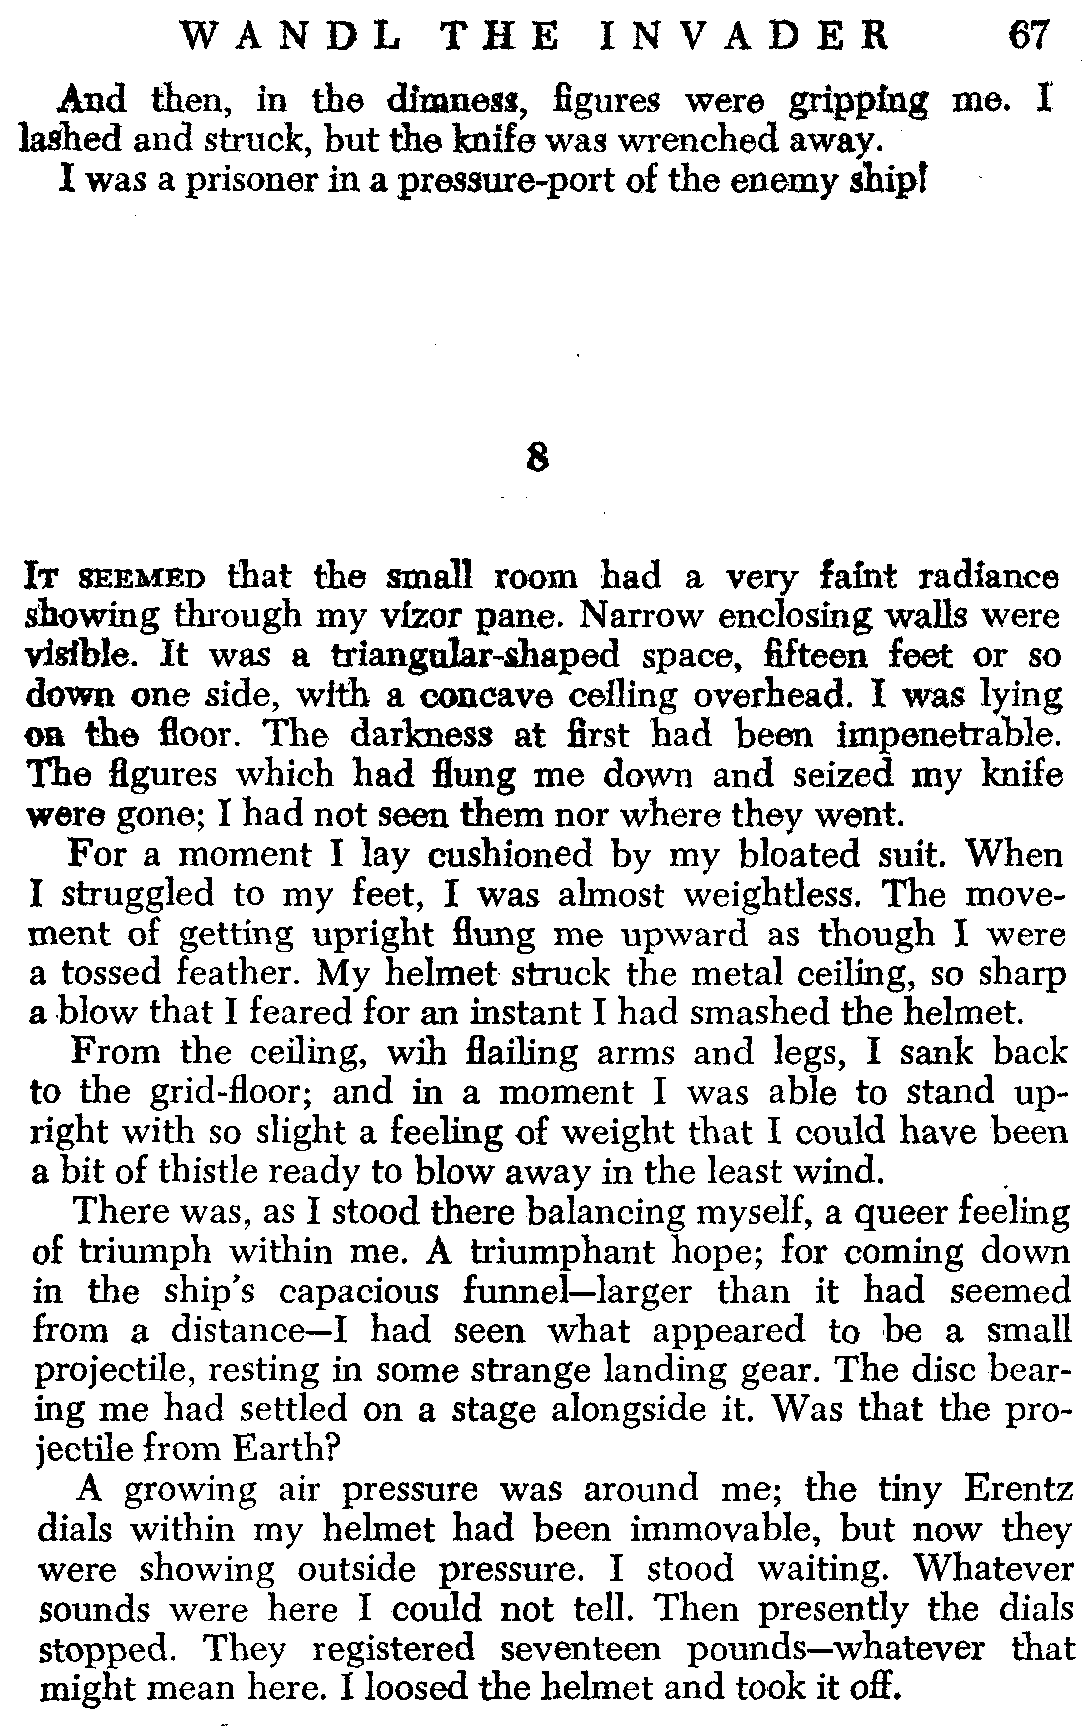 WANDL THE INVADER 67
And then, in the dimness, figures were gripping me. I
lashed and struck, but the knife was wrenched away.
I was a prisoner in a pressure-port of the enemy ship!
8
IT SEEMED that the small room had a very faint radiance
showing through my vizor pane. Narrow enclosing walls were
visible. It was a triangular-shaped space, fifteen feet or so
down one side, with a concave ceiling overhead. I was lying
on the floor. The darkness at first had been impenetrable.
The figures which had flung me down and seized my knife
were gone; I had not seen them nor where they went.
For a moment I lay cushioned by my bloated suit. When
I struggled to my feet, I was almost weightless. The move-
ment of getting upright flung me upward as though I were
a tossed feather. My helmet struck the metal ceiling, so sharp
a blow that I feared for an instant I had smashed the helmet.
From the ceiling, wih flailing arms and legs, I sank back
to the grid-floor; and in a moment I was able to stand up-
right with so slight a feeling of weight that I could have been
a bit of thistle ready to blow away in the least wind.
There was, as I stood there balancing myself, a queer feeling
of triumph within me. A triumphant hope; for coming down
in the ship's capacious funnel—larger than it had seemed
from a distance—I had seen what appeared to be a small
projectile, resting in some strange landing gear. The disc bear-
ing me had settled on a stage alongside it. Was that the pro-
jectile from Earth?
A growing air pressure was around me; the tiny Erentz
dials within my helmet had been immovable, but now they
were showing outside pressure. I stood waiting. Whatever
sounds were here I could not tell. Then presently the dials
stopped. They registered seventeen pounds—whatever that
might mean here. I loosed the helmet and took it off.